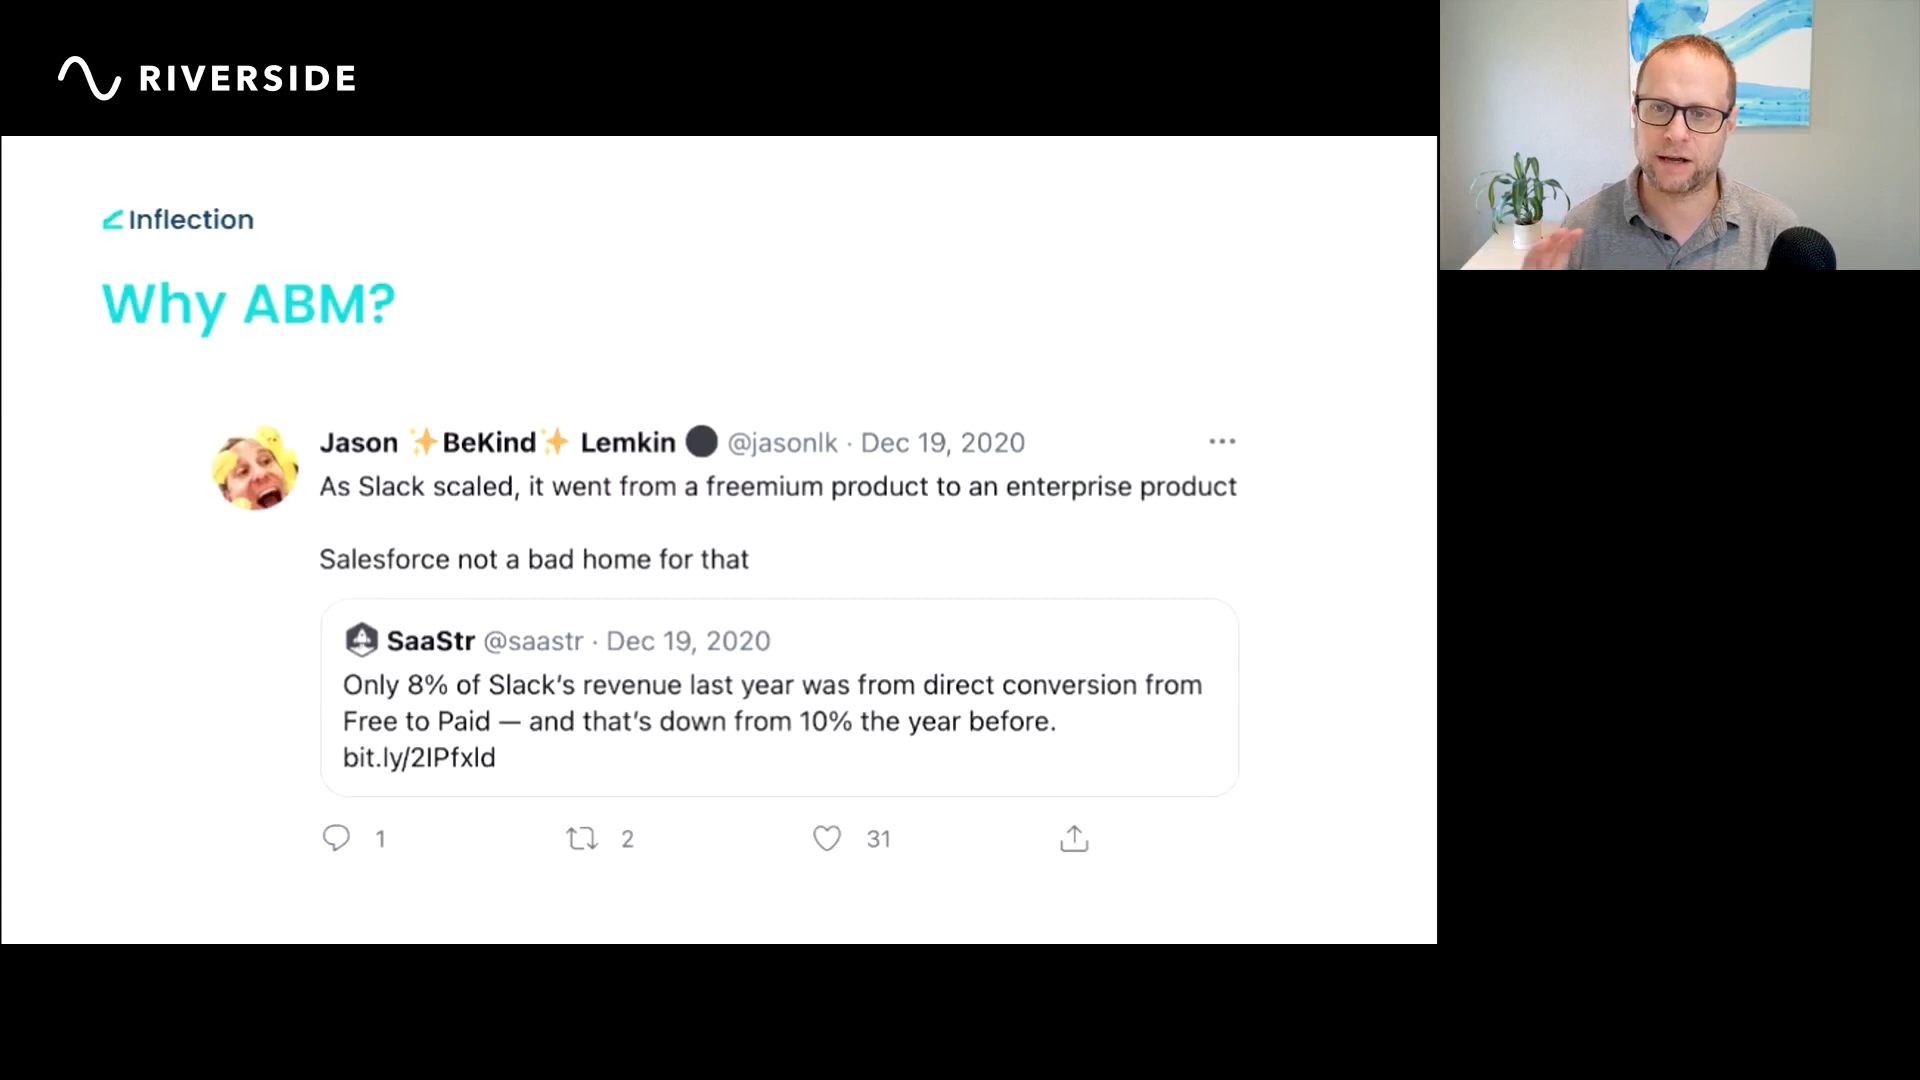 RIVERSIDE
Inflection
Why ABM?
Jason ✨BeKind✨ Lemkin @jasonlk · Dec 19, 2020
As Slack scaled, it went from a freemium product to an enterprise product
Salesforce not a bad home for that
SaaStr @saastr · Dec 19, 2020
Only 8% of Slack's revenue last year was from direct conversion from
Free to Paid — and that's down from 10% the year before.
bit.ly/2IPfxld
1 2 31